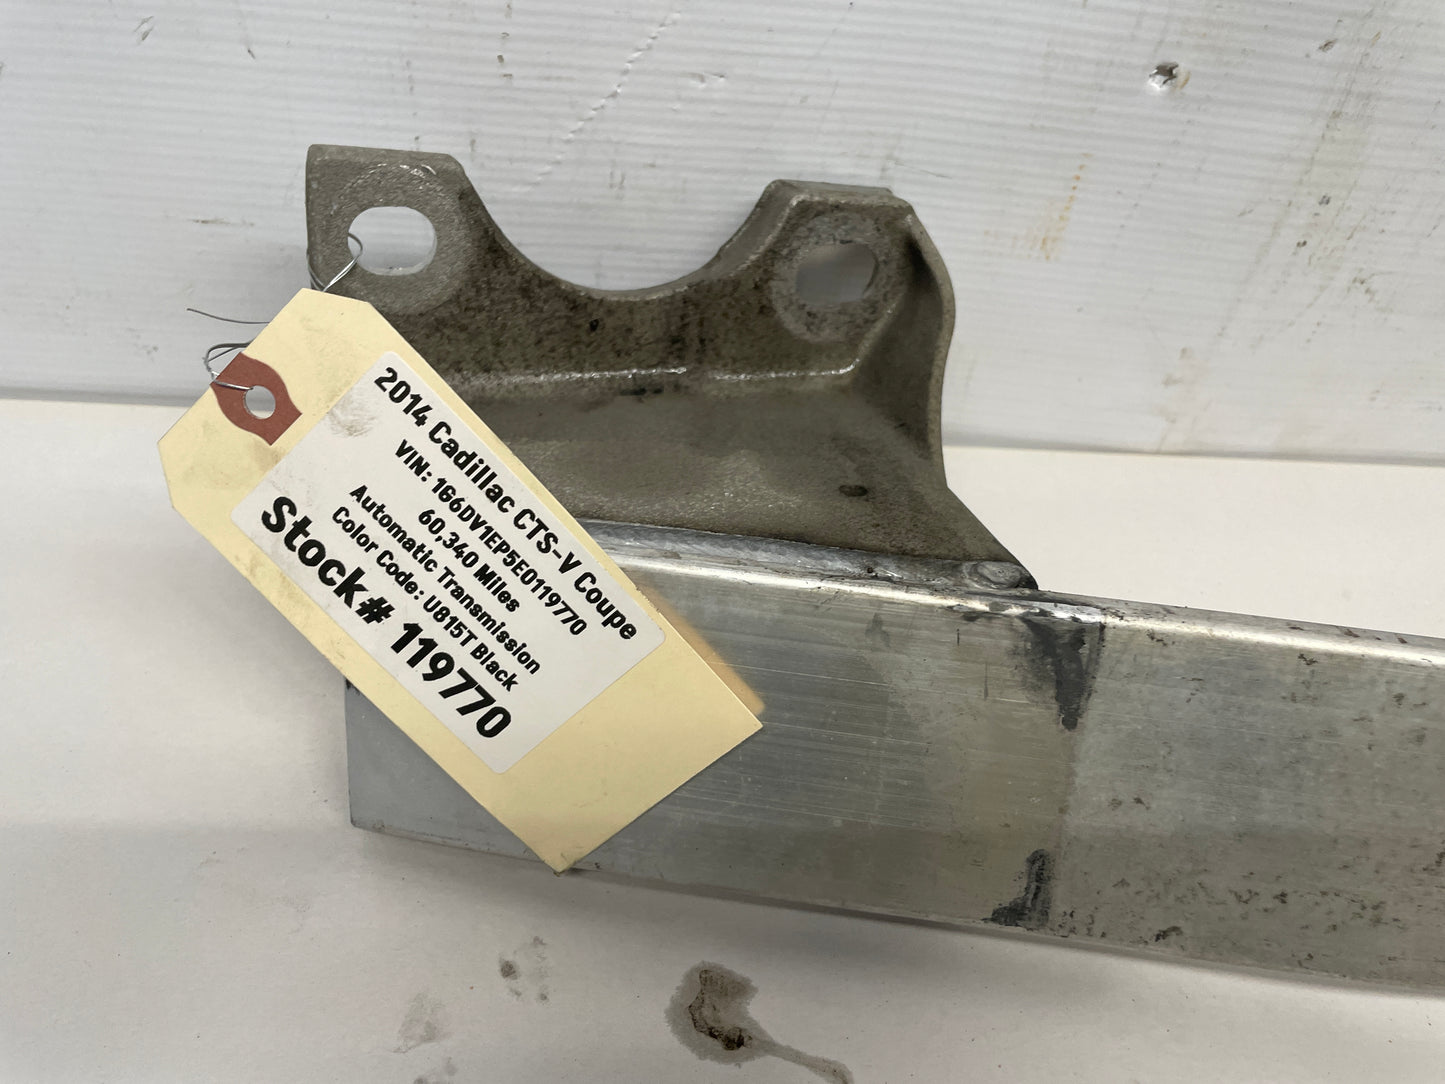 2014 Cadillac CTS-V Coupe
VIN: 1G6DV1EP5E0119770
60,340 Miles
Automatic Transmission
Color Code: U815T Black
Stock# 119770